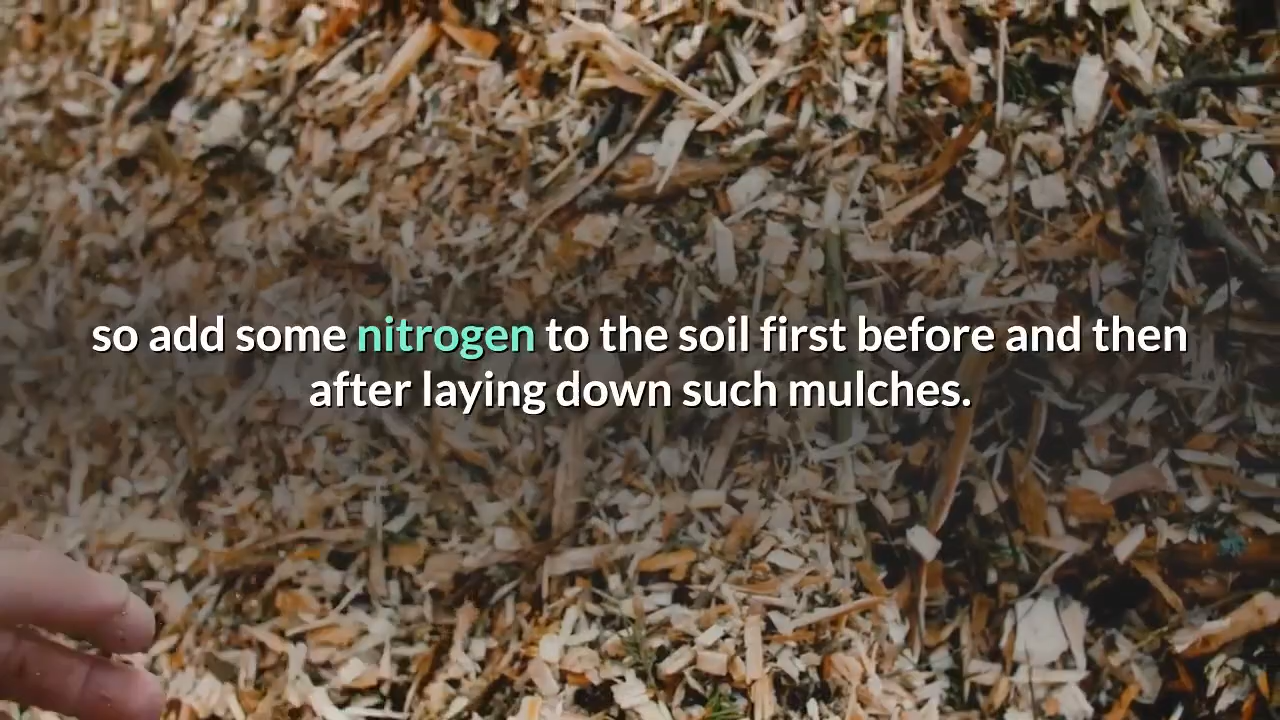 so add some nitrogen to the soil first before and then
after laying down such mulches.